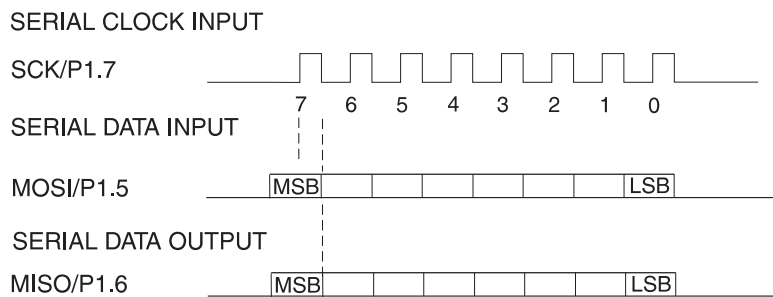 SERIAL CLOCK INPUT
SCK/P1.7
7 6 5 4 3 2 1 0
SERIAL DATA INPUT
MOSI/P1.5 MSB LSB
SERIAL DATA OUTPUT
MISO/P1.6 MSB LSB